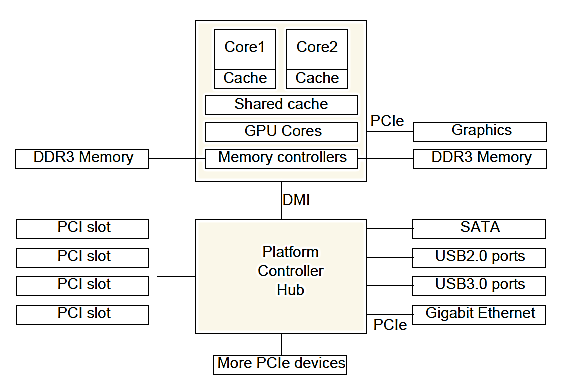 Core1
Core2
Cache
Cache
Shared cache
PCIe
GPU Cores
Graphics
DDR3 Memory
Memory controllers
DDR3 Memory
DMI
PCI slot
SATA
PCI slot
Platform
Controller
Hub
USB2.0 ports
PCI slot
USB3.0 ports
PCI slot
Gigabit Ethernet
PCIe
More PCIe devices